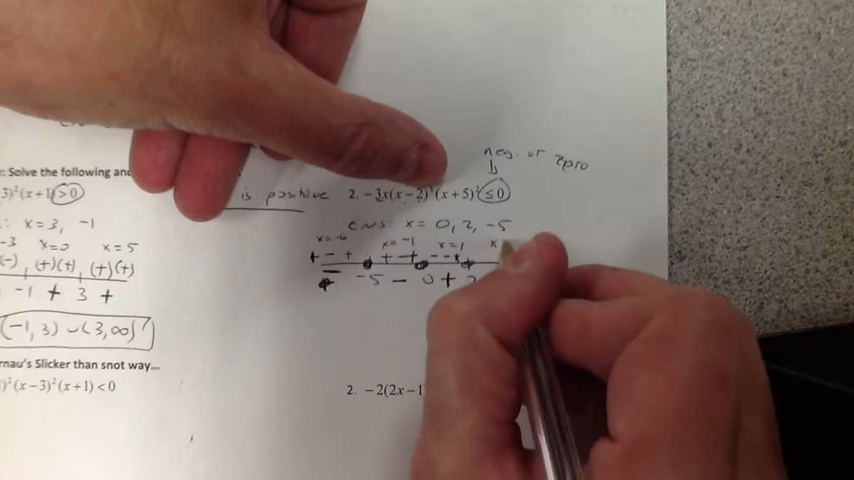 neg. or zero
: Solve the following and
3)²(x+1)>0
is positive
2. −3x(x−2)³(x+5)²≤0
: x=3, -1
CNS: x = 0, 2, -5
-3 x=0 x=5
x=-6 x=-1 x=1 x
(-) (+)(+) (+)(+)
+ - +
-1 + 3 +
-5 - 0 + 2
(-1, 3) ∪ (3, ∞)
rnau's Slicker than snot way...
)²(x−3)²(x+1)<0
2. −2(2x−1